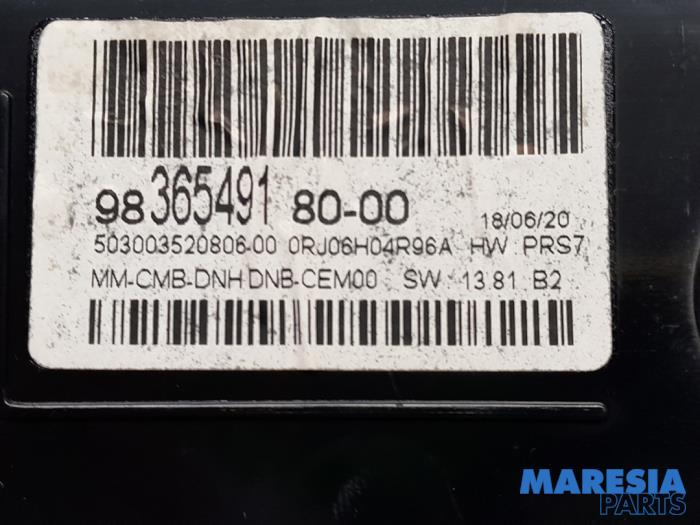 98 365491 80-00 18/06/20
503003520806-00 0RJ06H04R96A HW PRS7
MM-CMB-DNH DNB-CEM00 SW 13.81 B2
MARESIA
PARTS